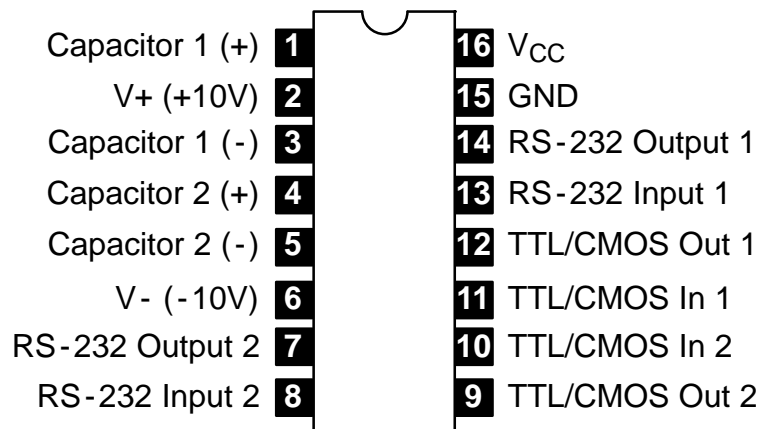 Capacitor 1 (+) 1 16 VCC
V+ (+10V) 2 15 GND
Capacitor 1 (-) 3 14 RS-232 Output 1
Capacitor 2 (+) 4 13 RS-232 Input 1
Capacitor 2 (-) 5 12 TTL/CMOS Out 1
V- (-10V) 6 11 TTL/CMOS In 1
RS-232 Output 2 7 10 TTL/CMOS In 2
RS-232 Input 2 8 9 TTL/CMOS Out 2